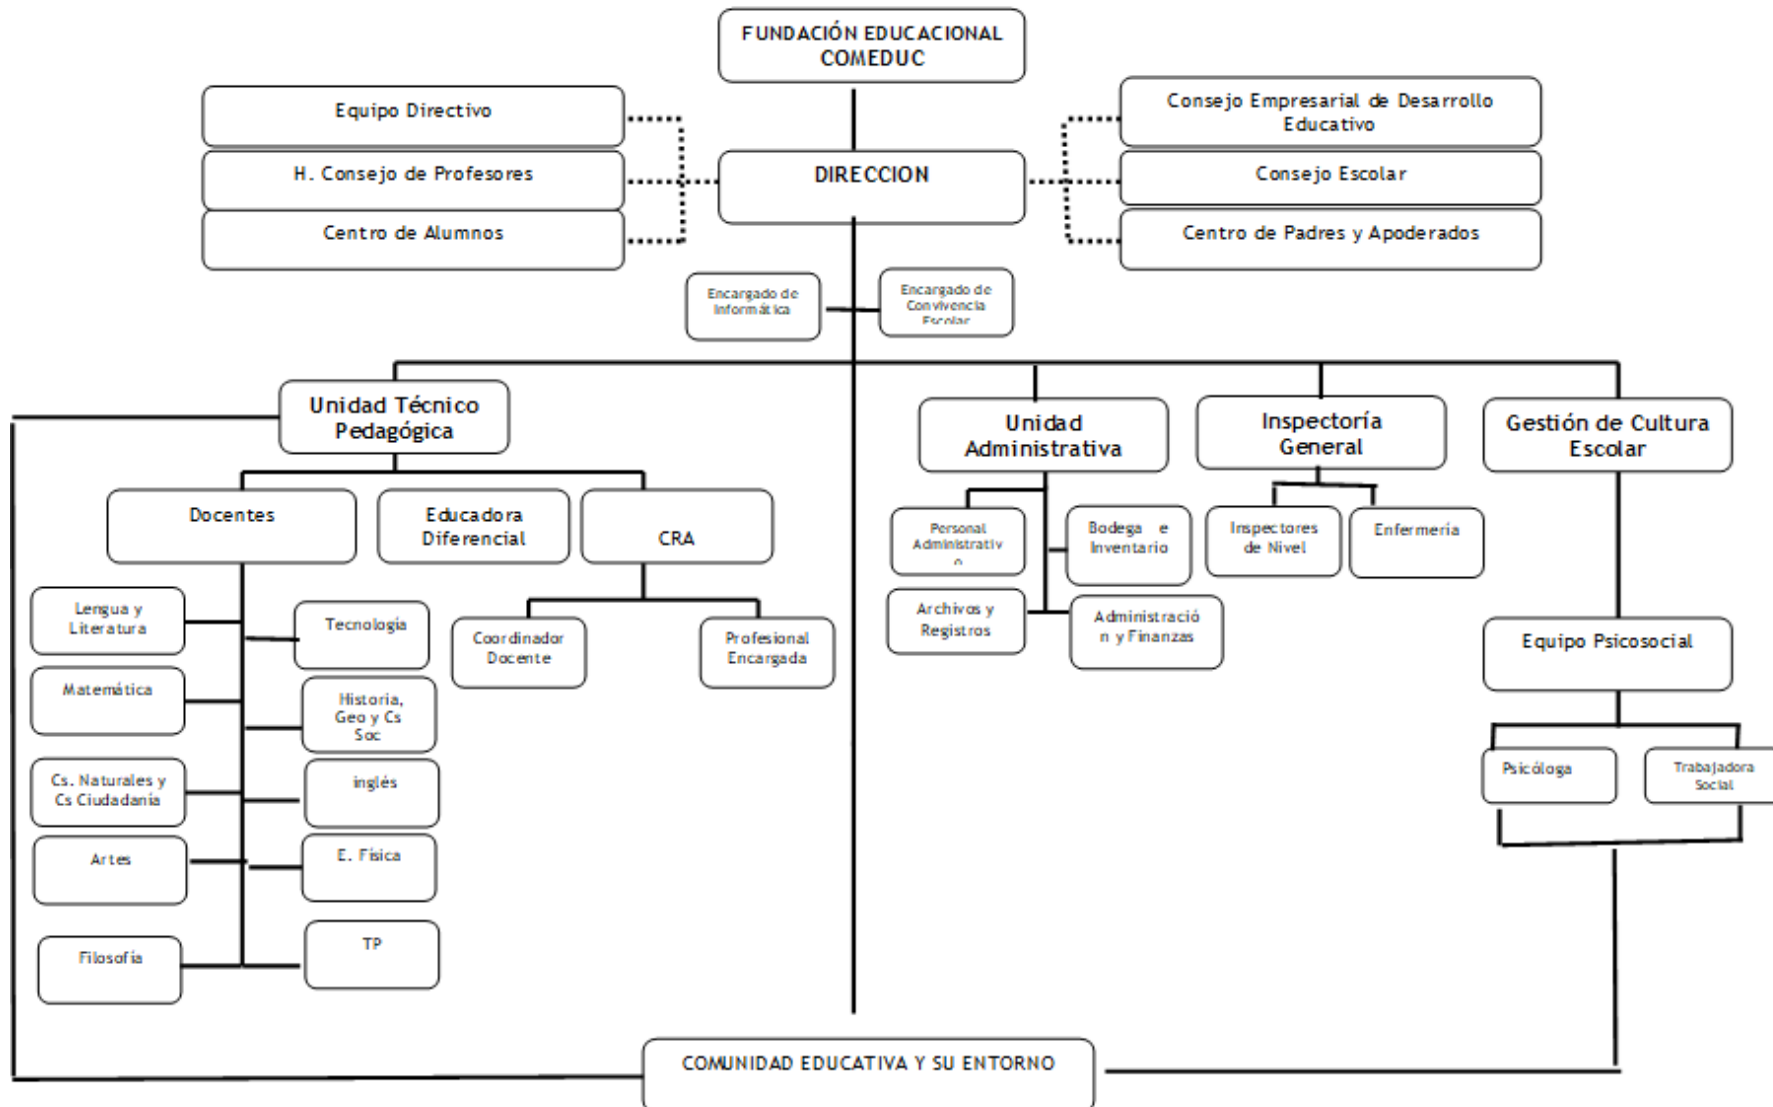 FUNDACIÓN EDUCACIONAL
COMEDUC
Equipo Directivo
Consejo Empresarial de Desarrollo
Educativo
H. Consejo de Profesores
DIRECCION
Consejo Escolar
Centro de Alumnos
Centro de Padres y Apoderados
Encargado de
Informática
Encargado de
Convivencia
Escolar
Unidad Técnico
Pedagógica
Unidad
Administrativa
Inspectoría
General
Gestión de Cultura
Escolar
Docentes
Educadora
Diferencial
CRA
Personal
Administrativ
o
Bodega e
Inventario
Inspectores
de Nivel
Enfermería
Lengua y
Literatura
Tecnología
Coordinador
Docente
Profesional
Encargada
Archivos y
Registros
Administració
n y Finanzas
Equipo Psicosocial
Matemática
Historia,
Geo y Cs
Soc
Cs. Naturales y
Cs Ciudadanía
inglés
Psicóloga
Trabajadora
Social
Artes
E. Física
Filosofía
TP
COMUNIDAD EDUCATIVA Y SU ENTORNO